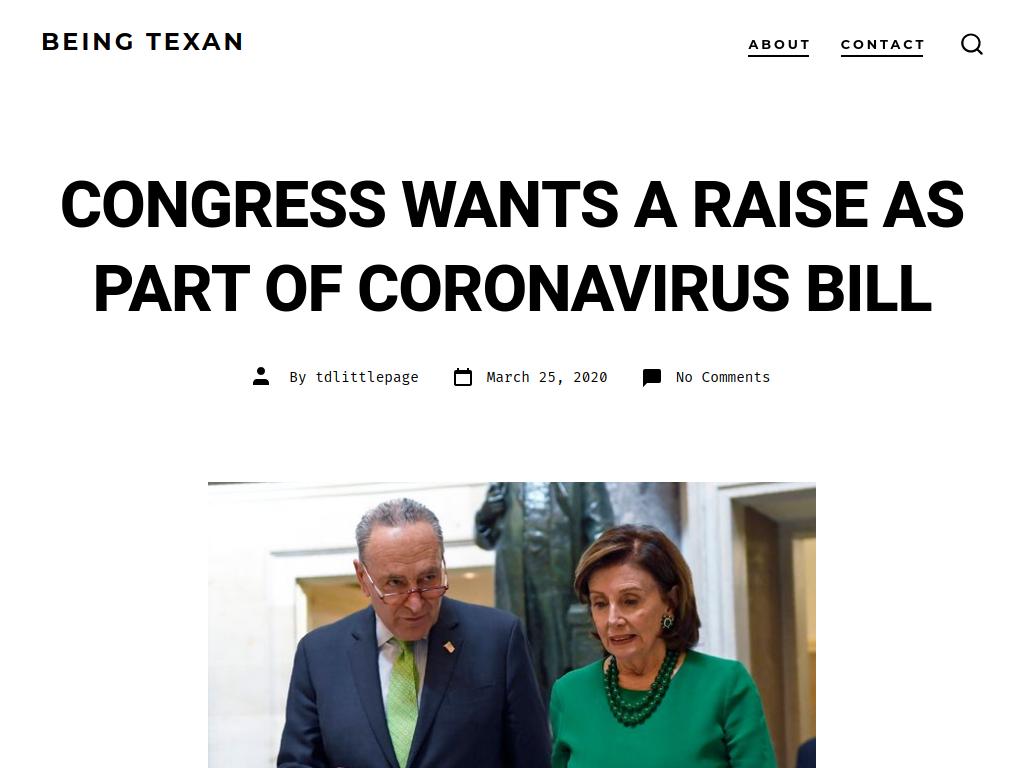 BEING TEXAN
ABOUT
CONTACT
CONGRESS WANTS A RAISE AS
PART OF CORONAVIRUS BILL
By tdlittlepage
March 25, 2020
No Comments